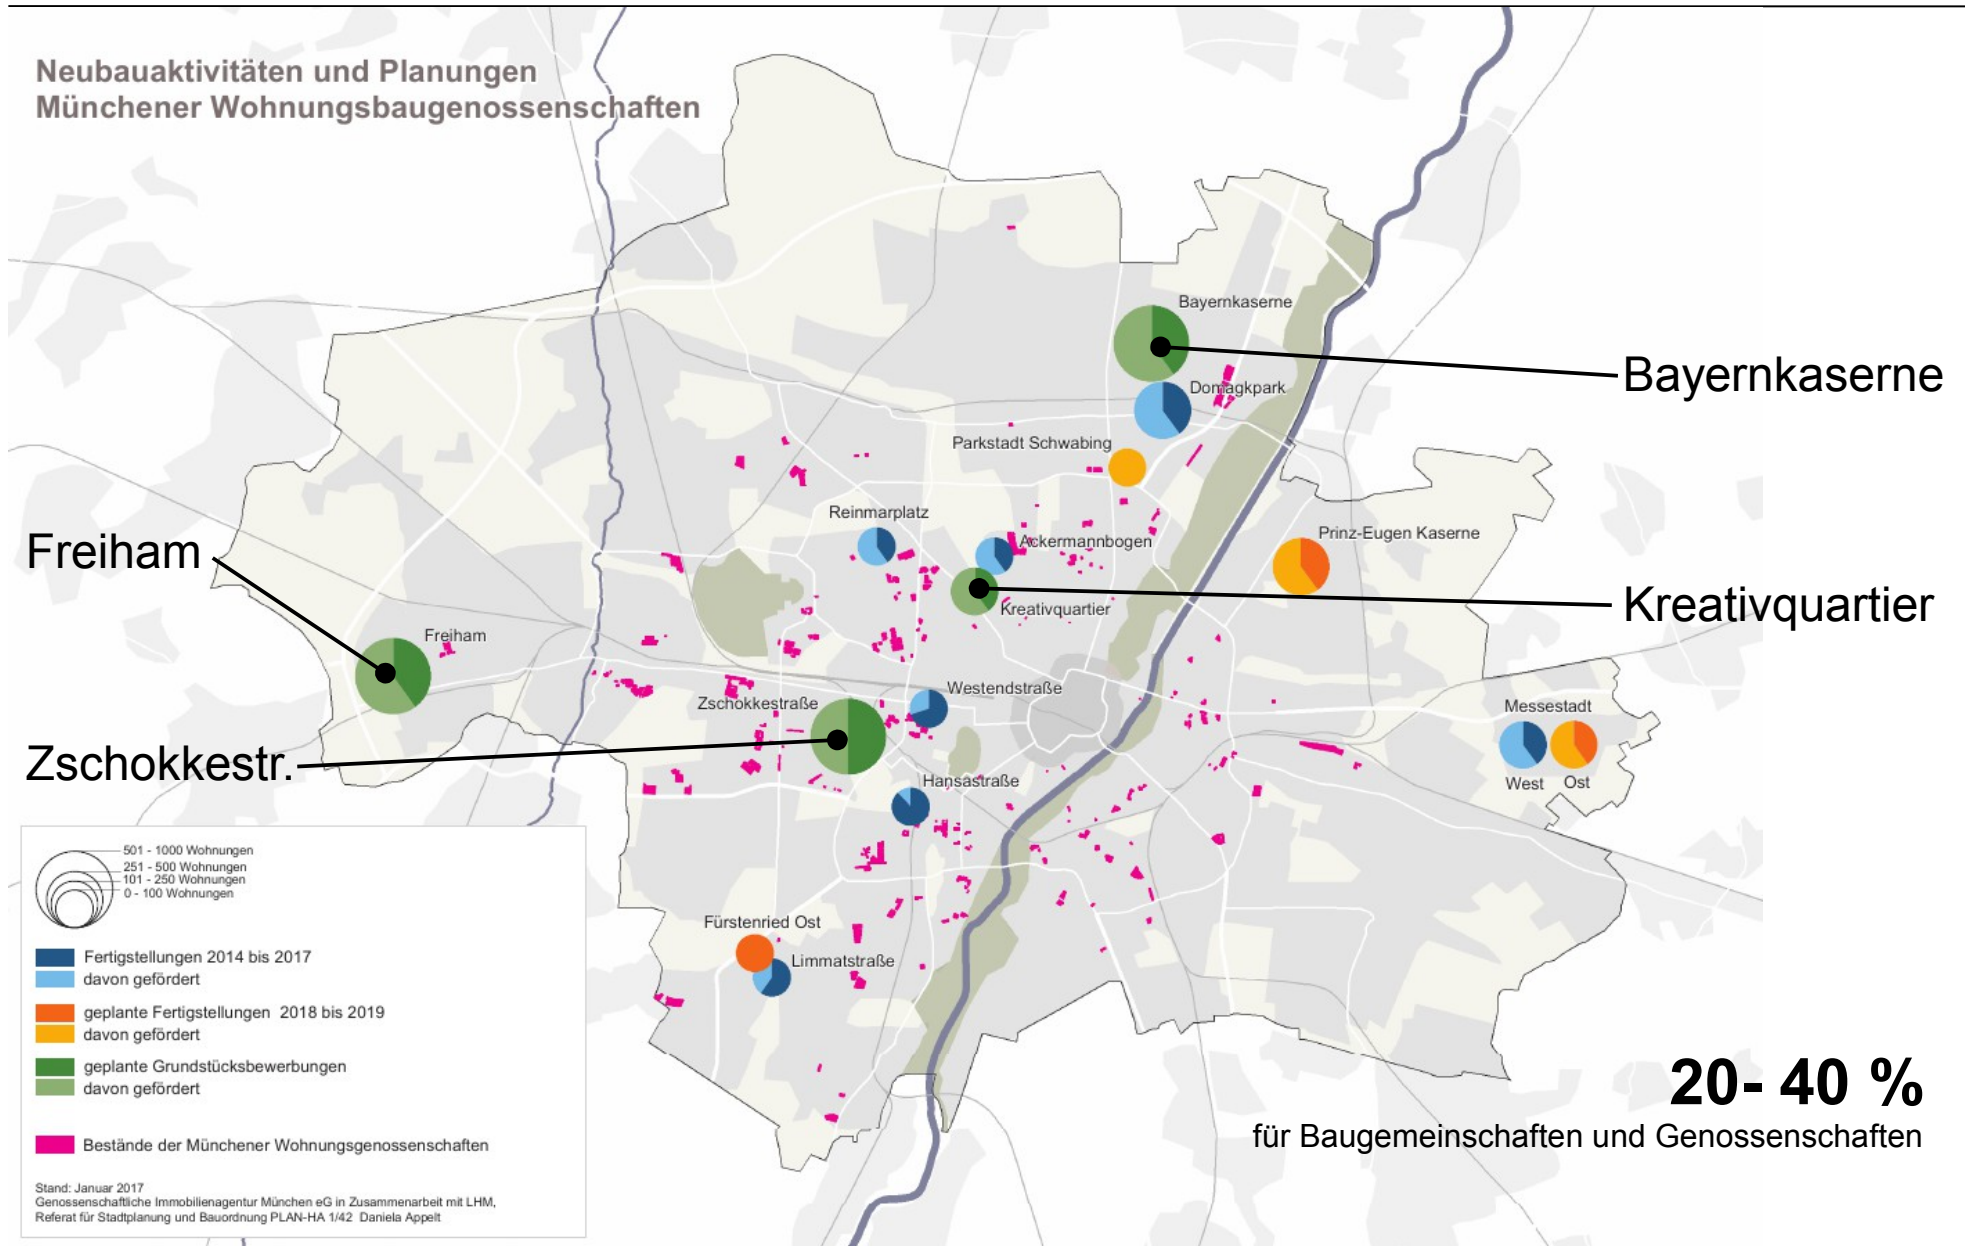 Neubauaktivitäten und Planungen
Münchener Wohnungsbaugenossenschaften
Bayernkaserne
Bayernkaserne
Domagkpark
Parkstadt Schwabing
Reinmarplatz
Ackermannbogen
Prinz-Eugen Kaserne
Freiham
Kreativquartier
Kreativquartier
Freiham
Westendstraße
Zschokkestraße
Messestadt
West
Ost
Zschokkestr.
Hansastraße
Fürstenried Ost
Limmatstraße
501 - 1000 Wohnungen
251 - 500 Wohnungen
101 - 250 Wohnungen
0 - 100 Wohnungen
Fertigstellungen 2014 bis 2017
davon gefördert
geplante Fertigstellungen 2018 bis 2019
davon gefördert
geplante Grundstücksbewerbungen
davon gefördert
Bestände der Münchener Wohnungsgenossenschaften
Stand: Januar 2017
Genossenschaftliche Immobilienagentur München eG in Zusammenarbeit mit LHM,
Referat für Stadtplanung und Bauordnung PLAN-HA 1/42 Daniela Appelt
20- 40 %
für Baugemeinschaften und Genossenschaften